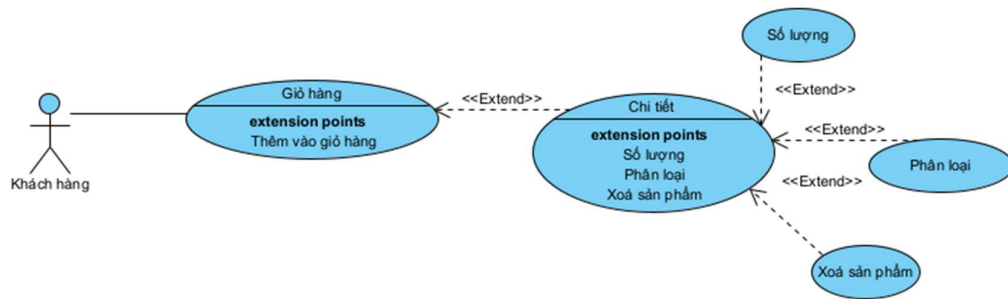 Số lượng
<<Extend>>
Giỏ hàng
extension points
Thêm vào giỏ hàng
<<Extend>>
Chi tiết
extension points
Số lượng
Phân loại
Xoá sản phẩm
<<Extend>>
Phân loại
<<Extend>>
Khách hàng
Xoá sản phẩm